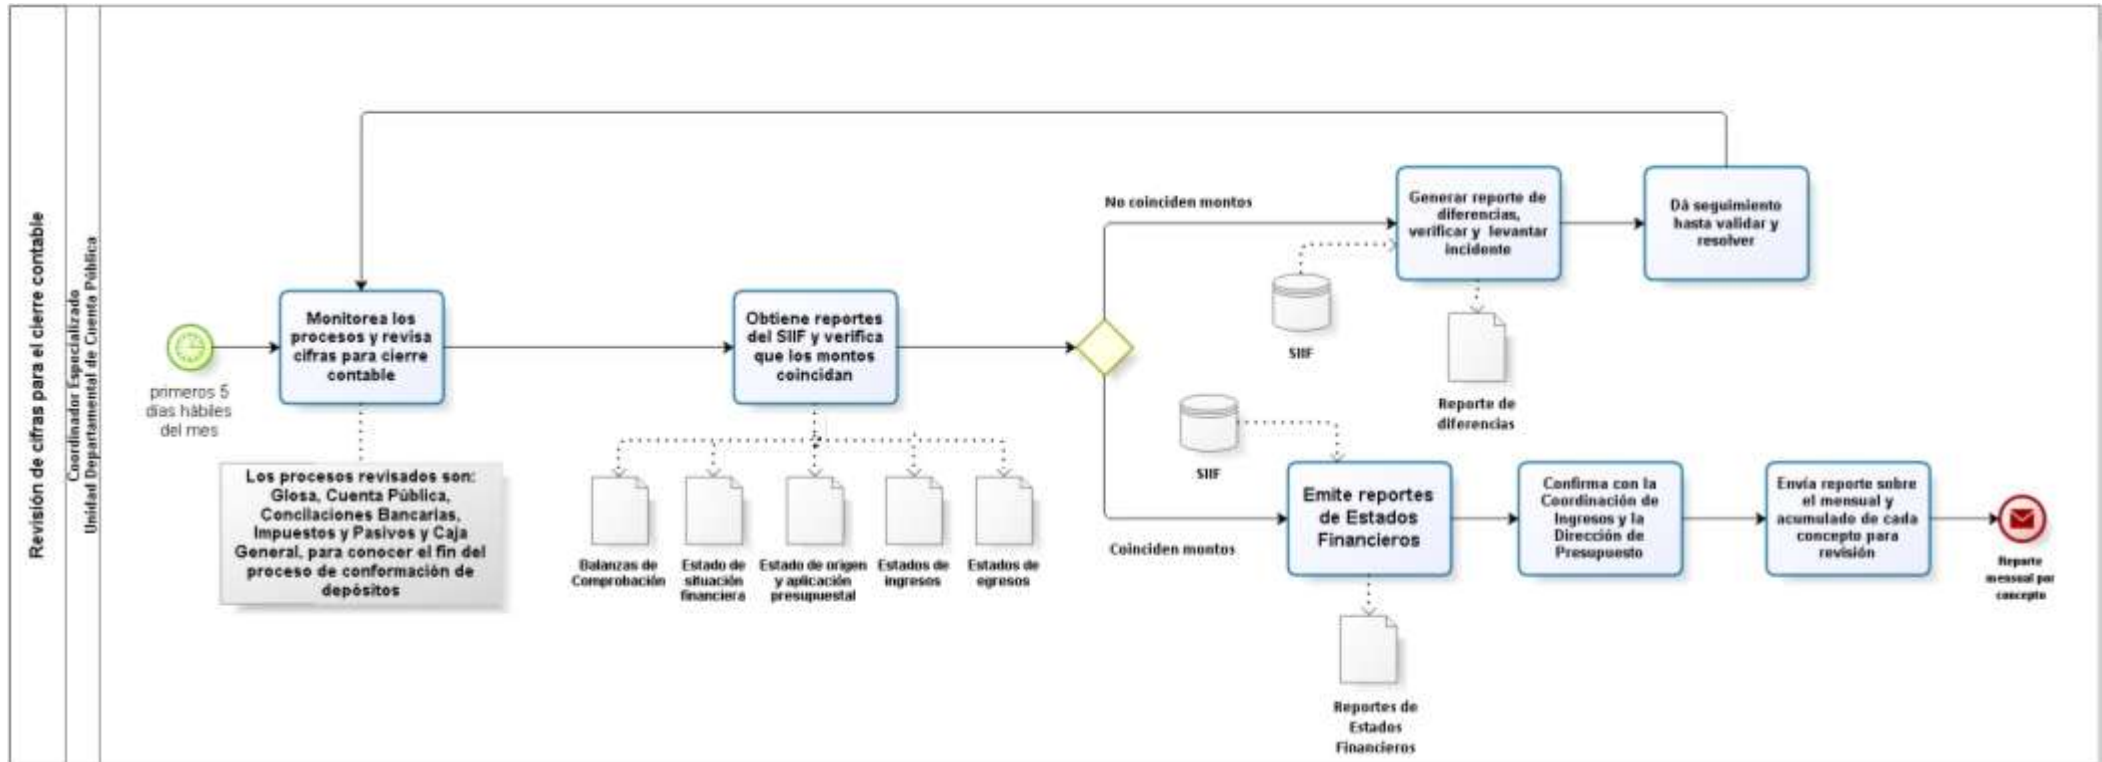 Revisión de cifras para el cierre contable
Coordinador Especializado
Unidad Departamental de Cuenta Pública
primeros 5
días hábiles
del mes
Monitorea los
procesos y revisa
cifras para cierre
contable
Los procesos revisados son:
Glosa, Cuenta Pública,
Concilaciones Bancarias,
Impuestos y Pasivos y Caja
General, para conocer el fin del
proceso de conformación de
depósitos
Obtiene reportes
del SIIF y verifica
que los montos
coincidan
Balanzas de
Comprobación
Estado de
situación
financiera
Estado de origen
y aplicación
presupuestal
Estados de
ingresos
Estados de
egresos
No coinciden montos
Generar reporte de
diferencias,
verificar y levantar
incidente
SIIF
Reporte de
diferencias
Dá seguimiento
hasta validar y
resolver
Coinciden montos
SIIF
Emite reportes
de Estados
Financieros
Reportes de
Estados
Financieros
Confirma con la
Coordinación de
Ingresos y la
Dirección de
Presupuesto
Envía reporte sobre
el mensual y
acumulado de cada
concepto para
revisión
Reporte
mensual por
concepto